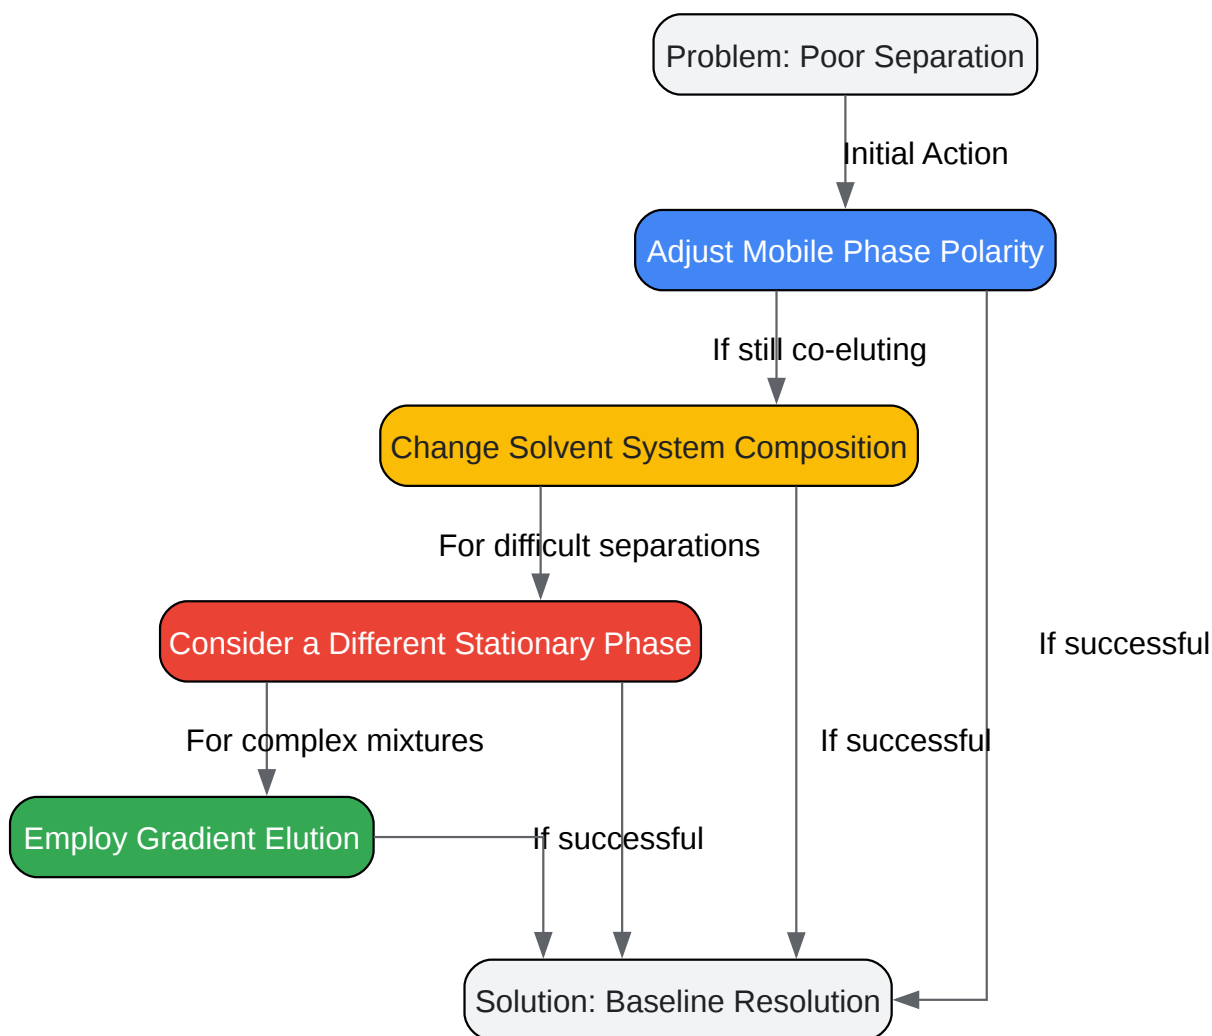 Problem: Poor Separation
Initial Action
Adjust Mobile Phase Polarity
If still co-eluting
Change Solvent System Composition
For difficult separations
Consider a Different Stationary Phase
If successful
For complex mixtures
If successful
Employ Gradient Elution
If successful
Solution: Baseline Resolution